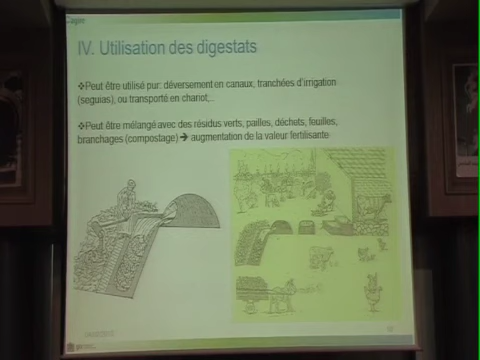 IV. Utilisation des digestats
❖Peut être utilisé pur: déversement en canaux, tranchées d'irrigation
(seguias), ou transporté en chariot,..
❖Peut être mélangé avec des résidus verts, pailles, déchets, feuilles,
branchages (compostage) ➔ augmentation de la valeur fertilisante